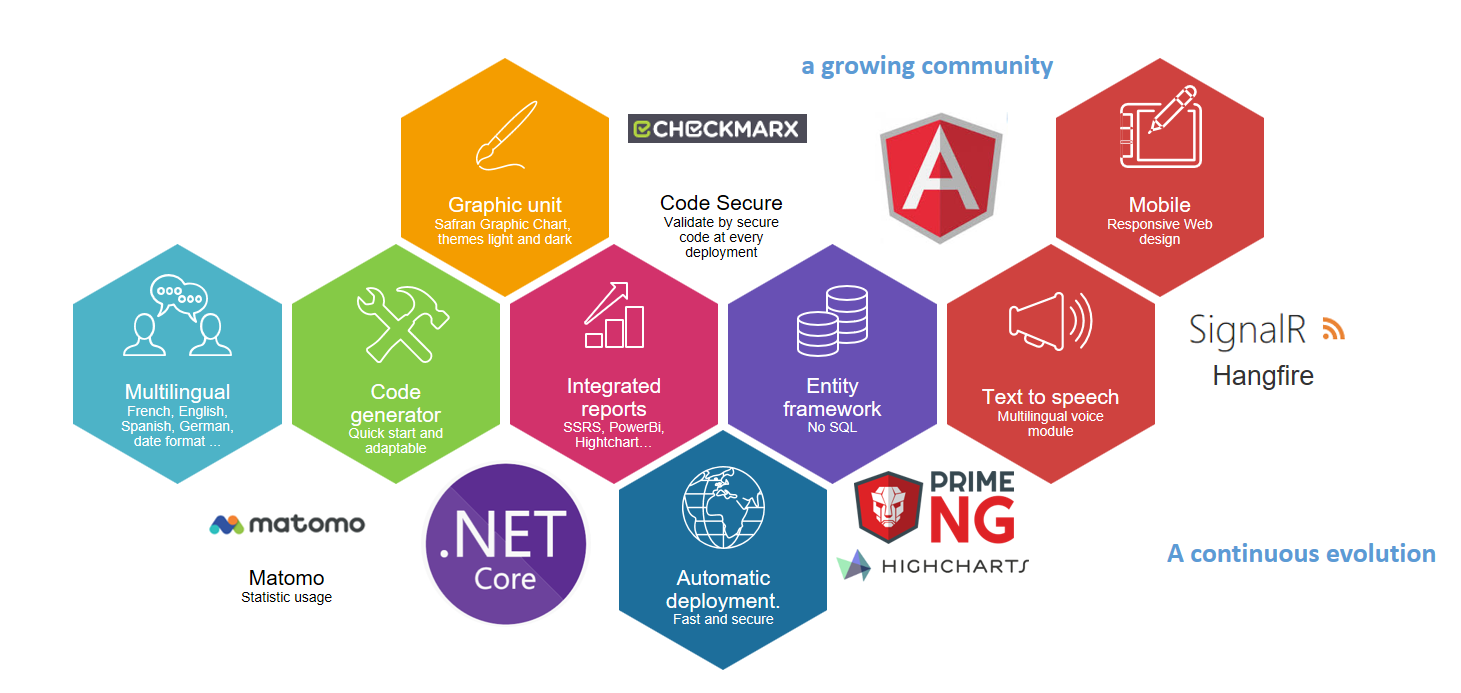 a growing community
CHECKMARX
Graphic unit
Safran Graphic Chart,
themes light and dark
Code Secure
Validate by secure
code at every
deployment
A
Mobile
Responsive Web
design
Multilingual
French, English,
Spanish, German,
date format ...
Code
generator
Quick start and
adaptable
Integrated
reports
SSRS, PowerBi,
Hightchart…
Entity
framework
No SQL
Text to speech
Multilingual voice
module
SignalR
Hangfire
matomo
Matomo
Statistic usage
.NET
Core
Automatic
deployment.
Fast and secure
PRIME
NG
HIGHCHARTS
A continuous evolution